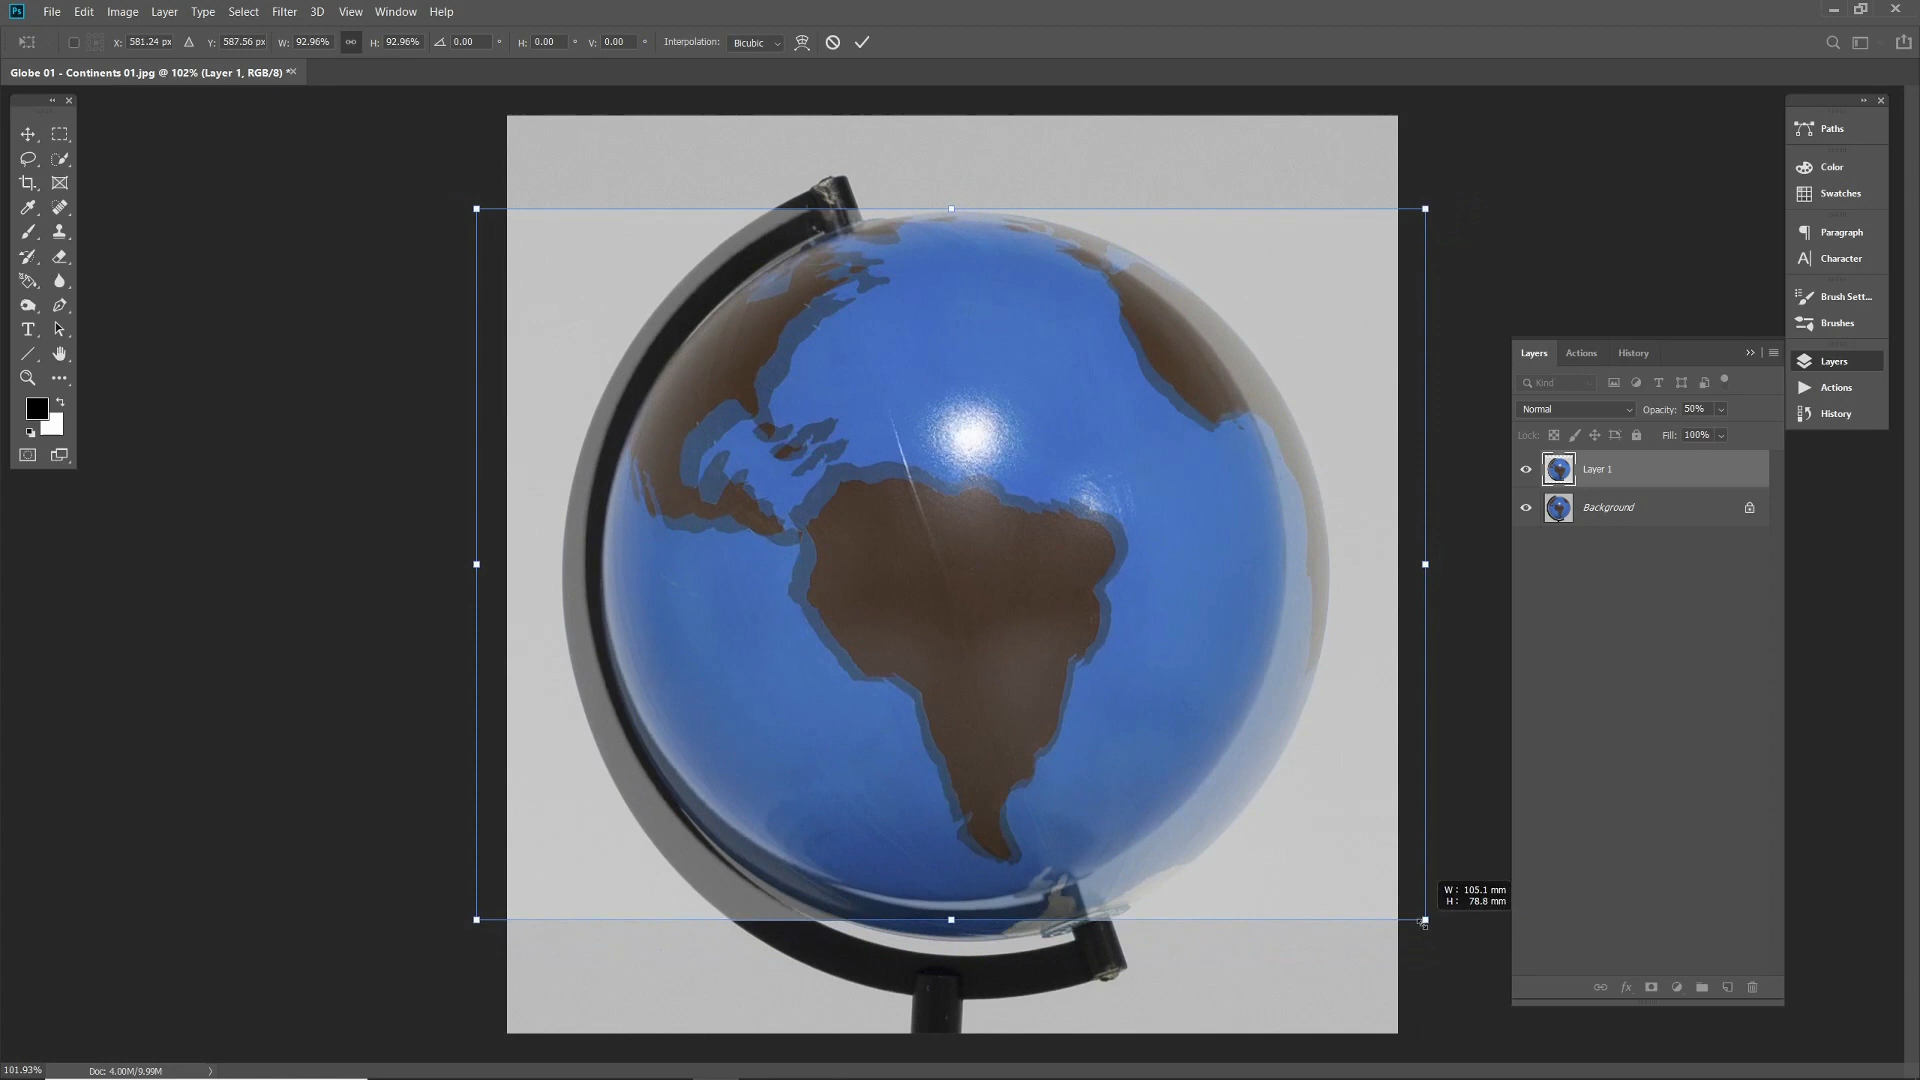 Ps File Edit Image Layer Type Select Filter 3D View Window Help
X: 581.24 px Y: 587.56 px W: 92.96% H: 92.96% 0.00 ° H: 0.00 ° V: 0.00 ° Interpolation: Bicubic
Globe 01 - Continents 01.jpg @ 102% (Layer 1, RGB/8) *
Paths
Color
Swatches
Paragraph
Character
Brush Sett...
Brushes
Layers
Actions
History
Layers Actions History
Kind
Normal Opacity: 50%
Lock: Fill: 100%
Layer 1
Background
W: 105.1 mm
H: 78.8 mm
fx
101.93% Doc: 4.00M/9.99M